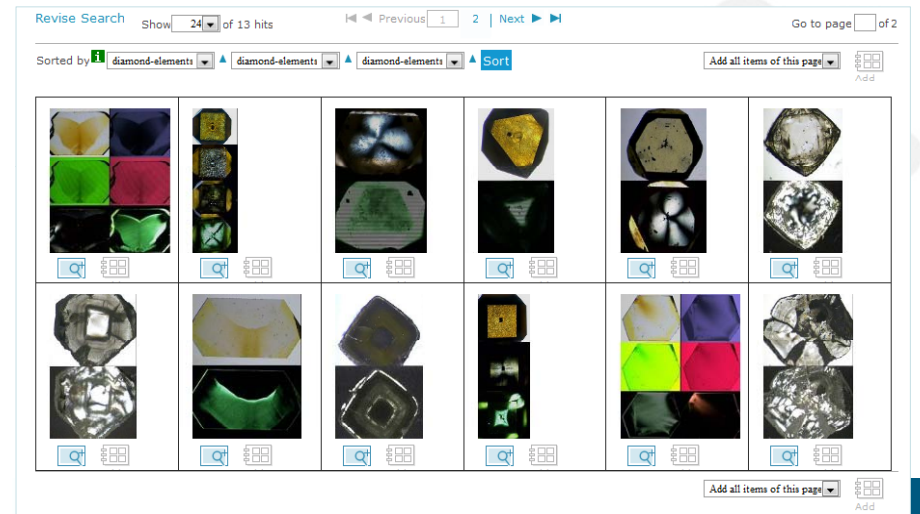 Revise Search Show 24 of 13 hits Previous 1 2 | Next Go to page of 2
Sorted by i diamond-elements diamond-elements diamond-elements Sort Add all items of this page
Add
Add all items of this page
Add